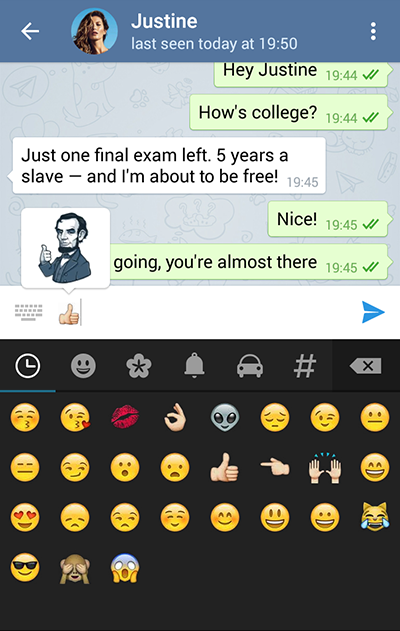 Justine
last seen today at 19:50
Hey Justine 19:44
How's college? 19:44
Just one final exam left. 5 years a
slave — and I'm about to be free! 19:45
Nice! 19:45
going, you're almost there 19:45
#